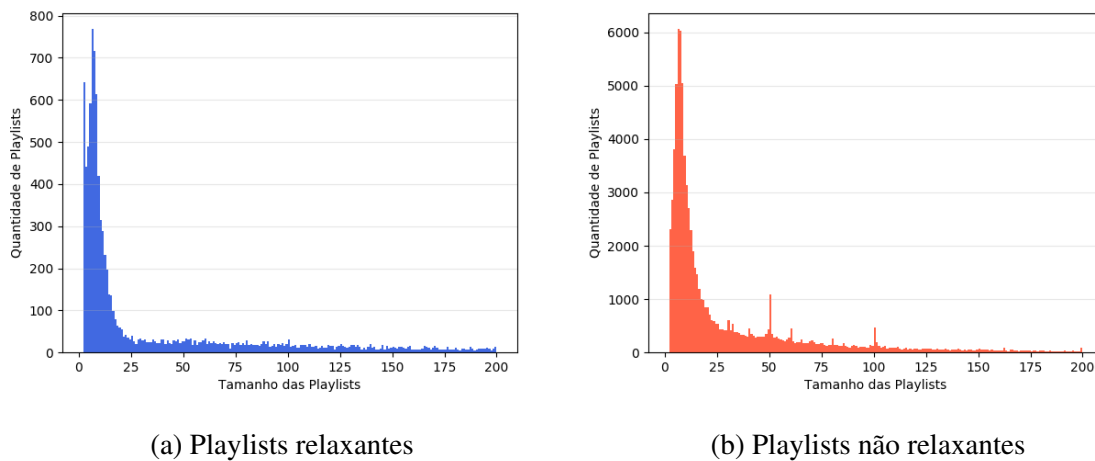 800
700
600
500
400
300
200
100
0
Quantidade de Playlists
0 25 50 75 100 125 150 175 200
Tamanho das Playlists
(a) Playlists relaxantes
6000
5000
4000
3000
2000
1000
0
Quantidade de Playlists
0 25 50 75 100 125 150 175 200
Tamanho das Playlists
(b) Playlists não relaxantes